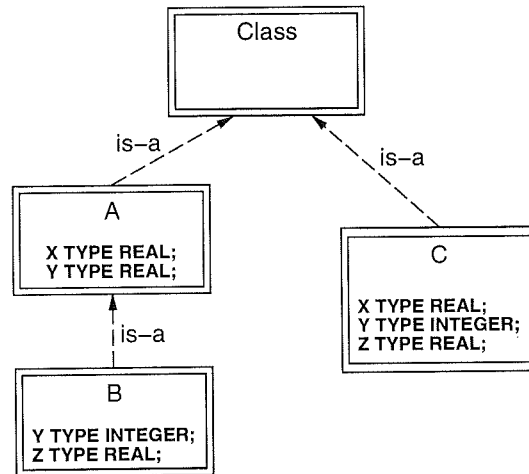 Class
is-a
is-a
A
X TYPE REAL;
Y TYPE REAL;
C
X TYPE REAL;
Y TYPE INTEGER;
Z TYPE REAL;
is-a
B
Y TYPE INTEGER;
Z TYPE REAL;